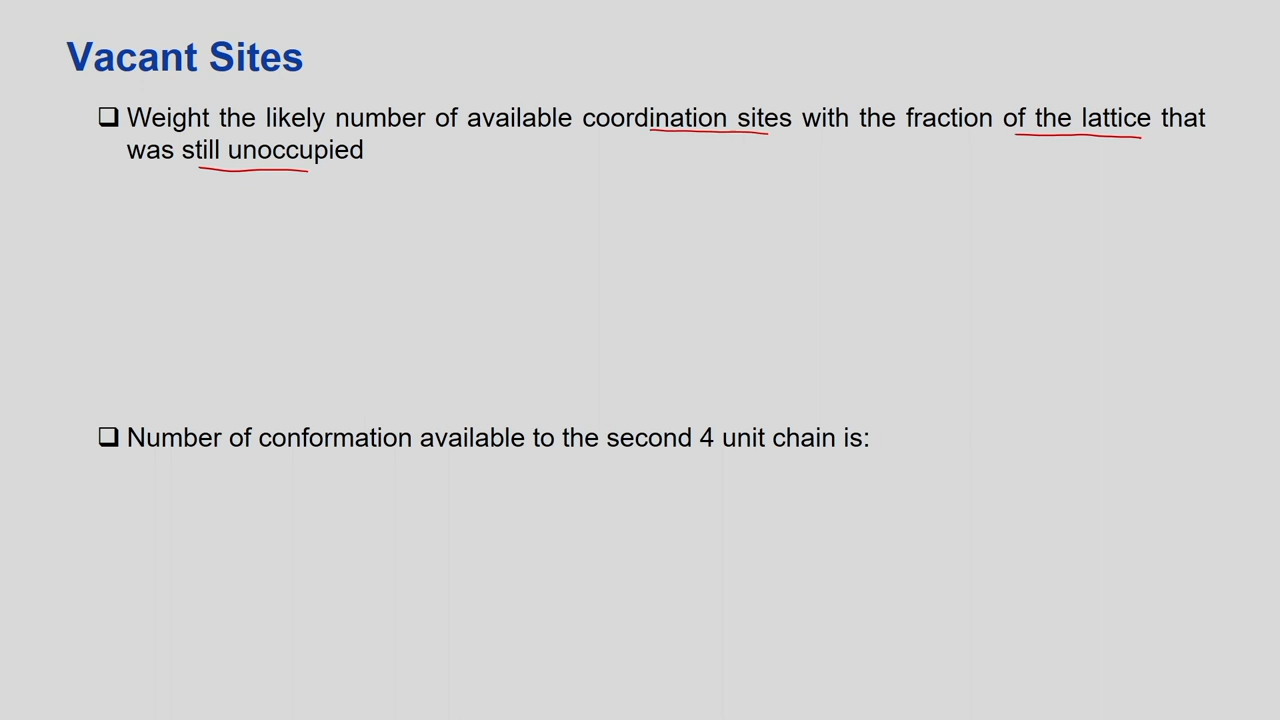 Vacant Sites
❑ Weight the likely number of available coordination sites with the fraction of the lattice that
was still unoccupied
❑ Number of conformation available to the second 4 unit chain is: